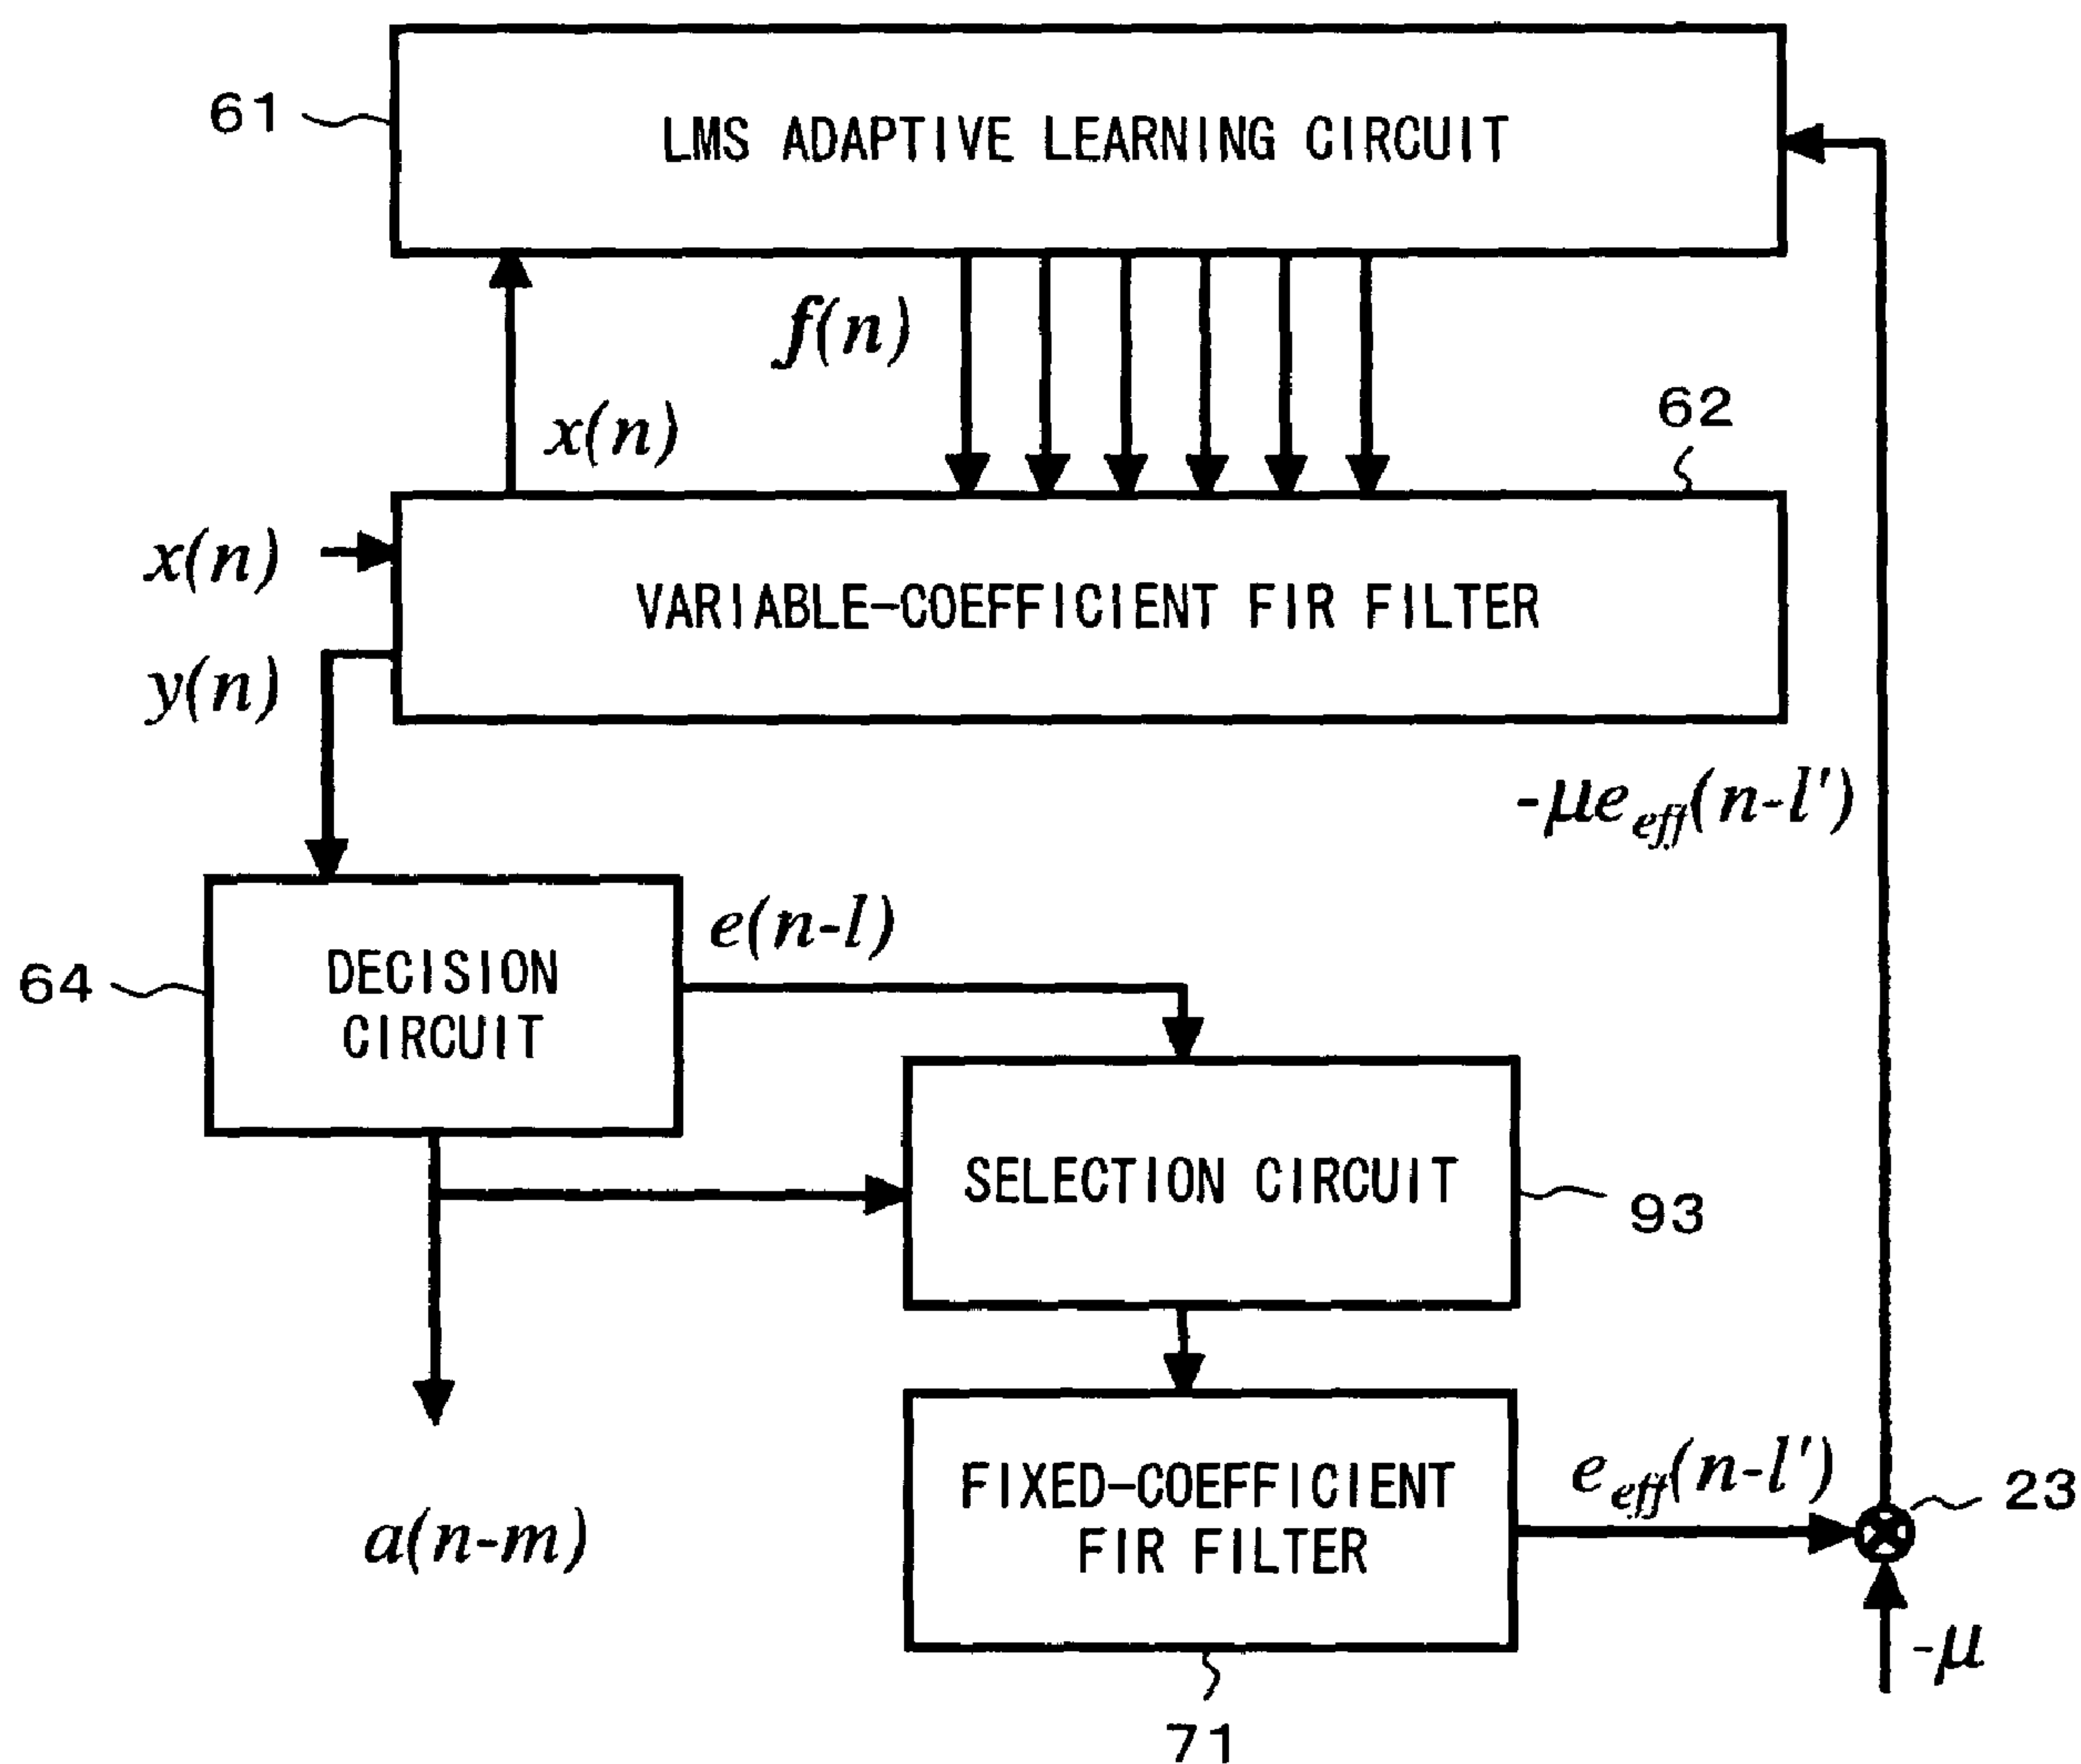 61
LMS ADAPTIVE LEARNING CIRCUIT
f(n)
x(n)
62
x(n)
VARIABLE-COEFFICIENT FIR FILTER
y(n)
-μe_eff(n-l')
e(n-l)
64
DECISION
CIRCUIT
SELECTION CIRCUIT
93
FIXED-COEFFICIENT
FIR FILTER
e_eff(n-l')
23
a(n-m)
-μ
71